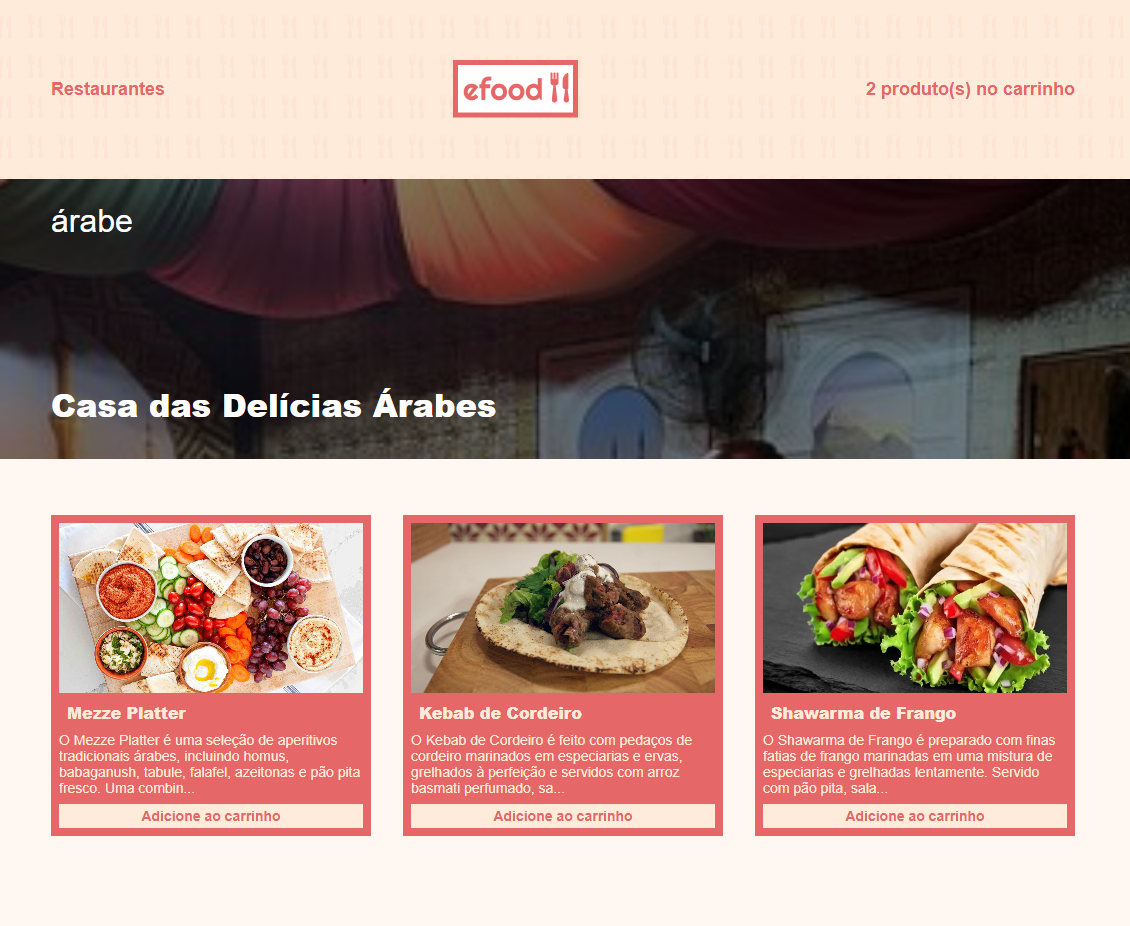 Restaurantes
efood
2 produto(s) no carrinho
árabe
Casa das Delícias Árabes
Mezze Platter
O Mezze Platter é uma seleção de aperitivos
tradicionais árabes, incluindo homus,
babaganush, tabule, falafel, azeitonas e pão pita
fresco. Uma combin...
Adicione ao carrinho
Kebab de Cordeiro
O Kebab de Cordeiro é feito com pedaços de
cordeiro marinados em especiarias e ervas,
grelhados à perfeição e servidos com arroz
basmati perfumado, sa...
Adicione ao carrinho
Shawarma de Frango
O Shawarma de Frango é preparado com finas
fatias de frango marinadas em uma mistura de
especiarias e grelhadas lentamente. Servido
com pão pita, sala...
Adicione ao carrinho